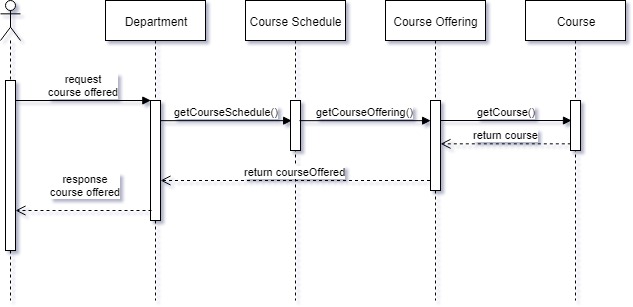 Department
Course Schedule
Course Offering
Course
request
course offered
getCourseSchedule()
getCourseOffering()
getCourse()
return course
return courseOffered
response
course offered